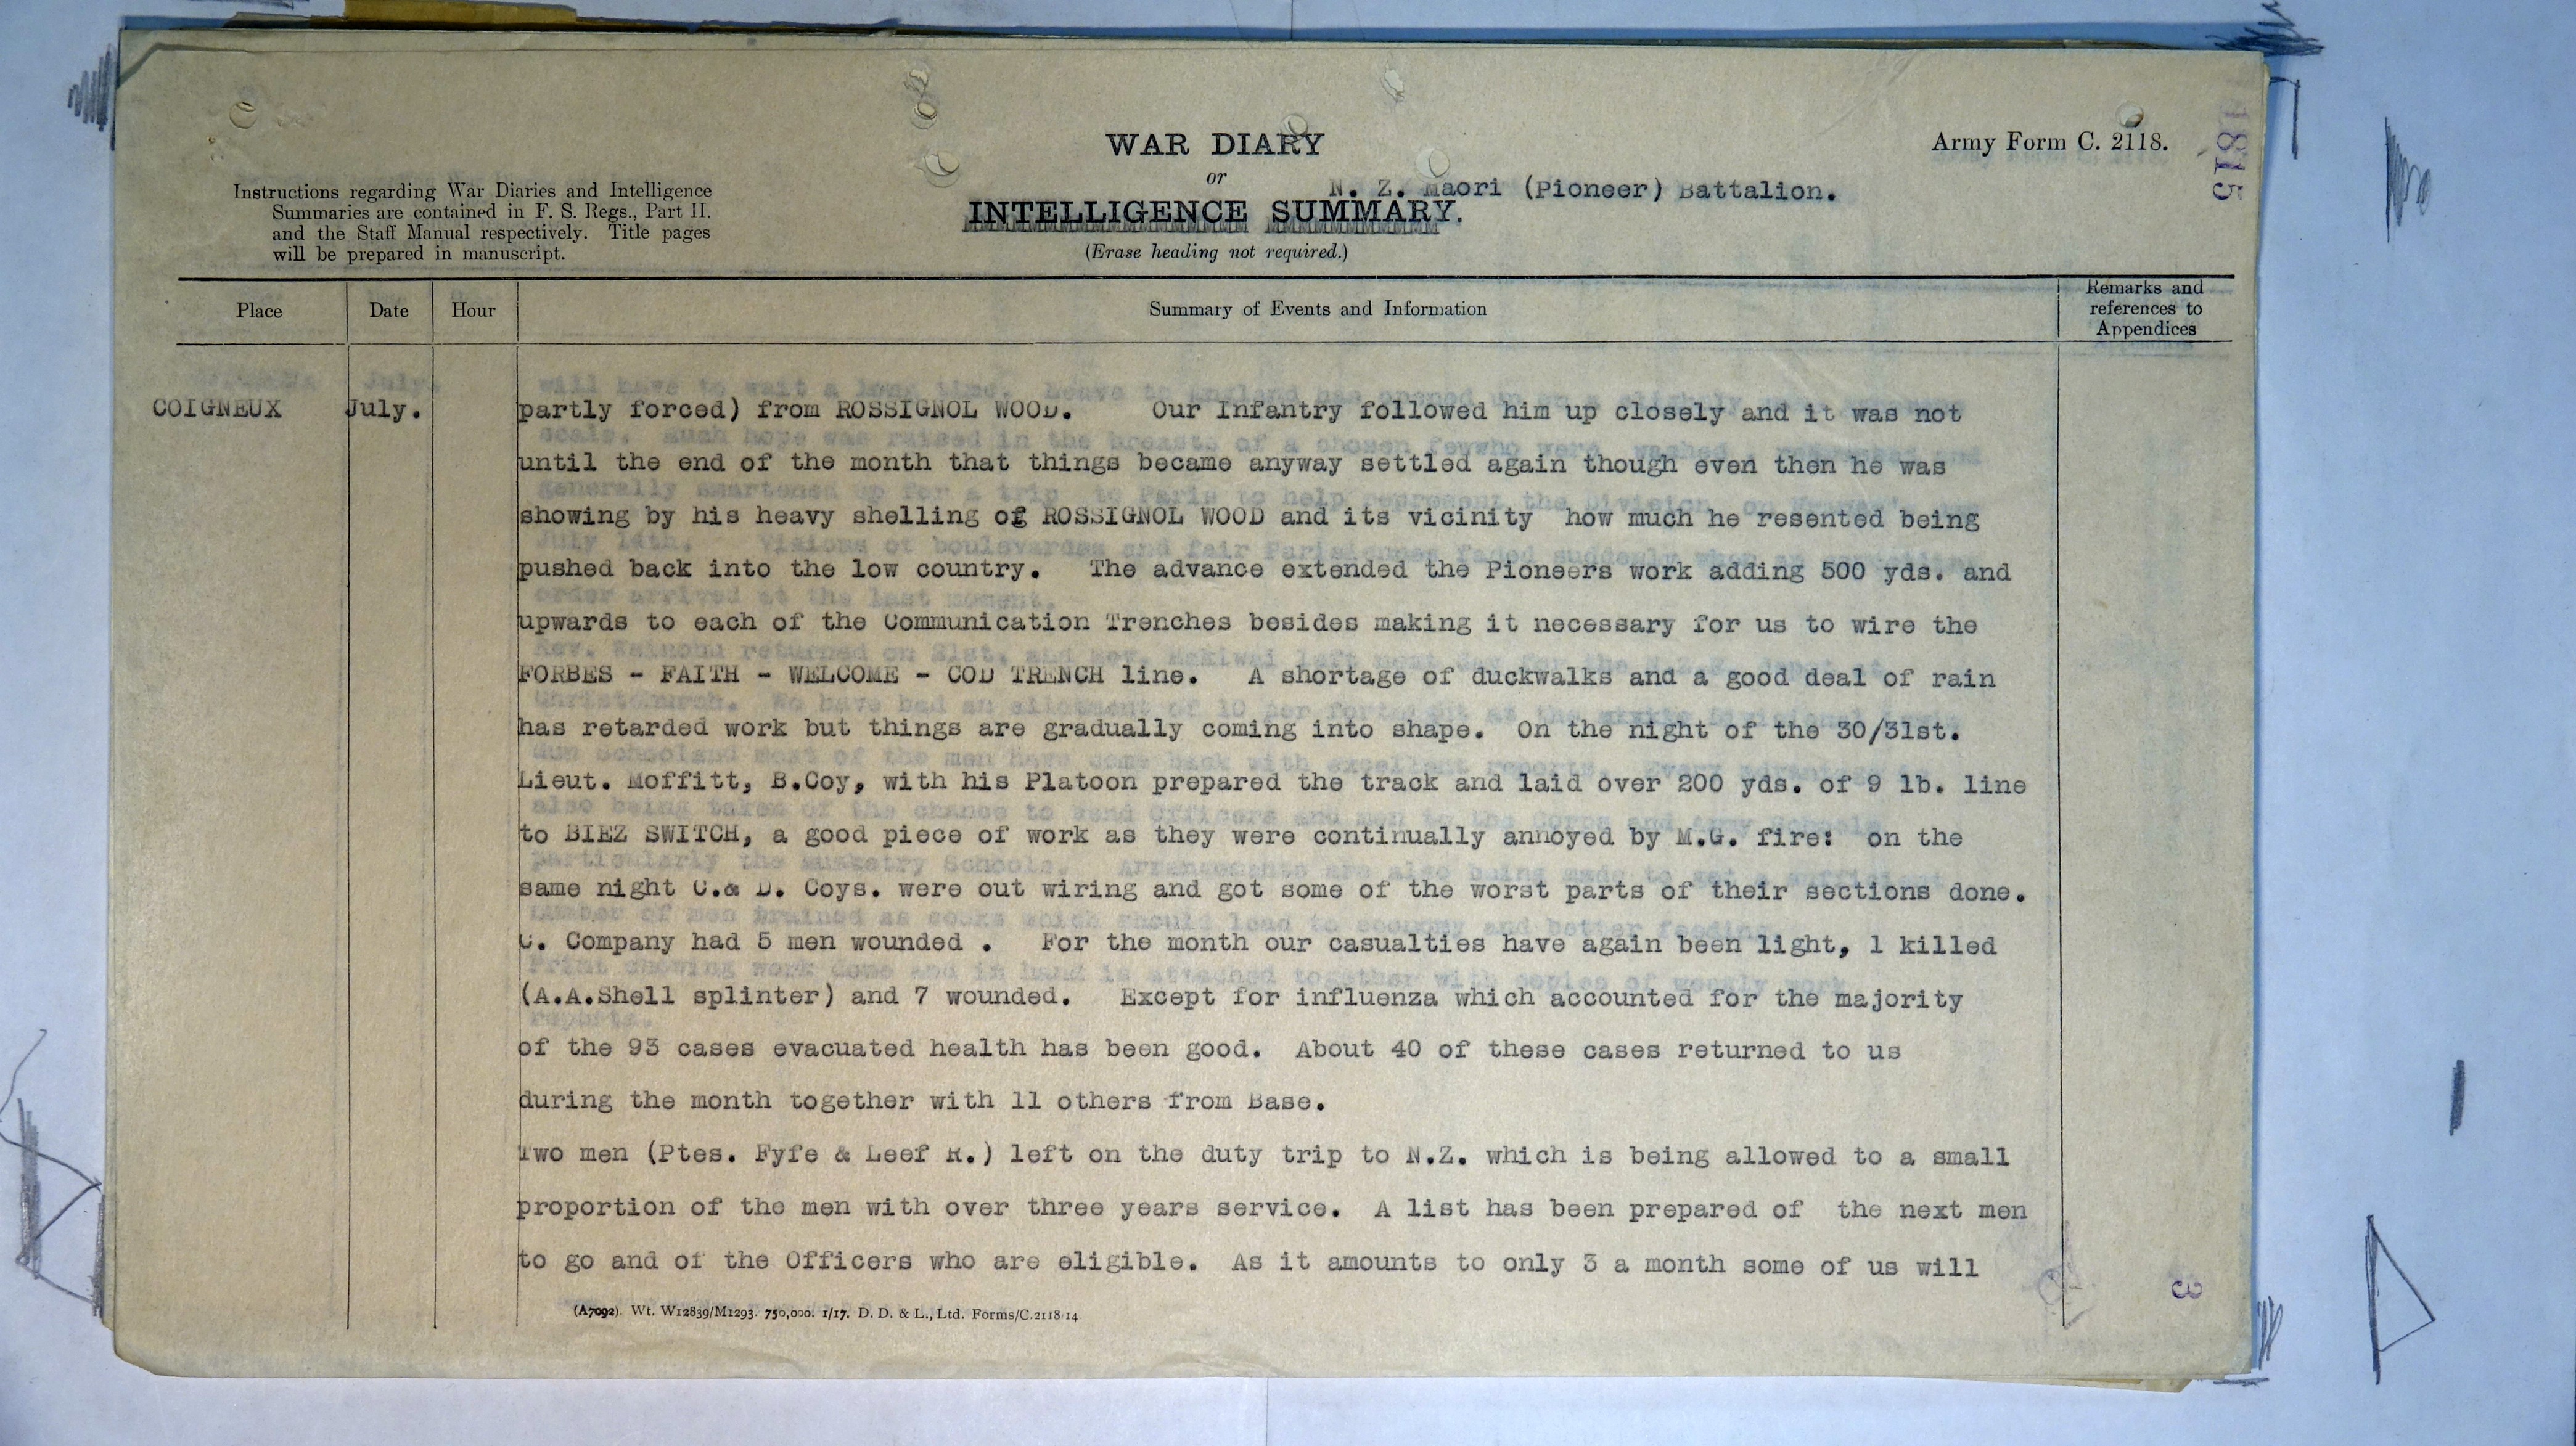 WAR DIARY
or
INTELLIGENCE SUMMARY.
(Erase heading not required.)
N. Z. Maori (Pioneer) Battalion.
Army Form C. 2118.
Instructions regarding War Diaries and Intelligence
Summaries are contained in F. S. Regs., Part II.
and the Staff Manual respectively. Title pages
will be prepared in manuscript.
Place
Date
Hour
Summary of Events and Information
Remarks and
references to
Appendices
COIGNEUX
July.
partly forced) from ROSSIGNOL WOOD. Our Infantry followed him up closely and it was not
until the end of the month that things became anyway settled again though even then he was
showing by his heavy shelling of ROSSIGNOL WOOD and its vicinity how much he resented being
pushed back into the low country. The advance extended the Pioneers work adding 500 yds. and
upwards to each of the Communication Trenches besides making it necessary for us to wire the
FORBES - FAITH - WELCOME - COD TRENCH line. A shortage of duckwalks and a good deal of rain
has retarded work but things are gradually coming into shape. On the night of the 30/31st.
Lieut. Moffitt, B.Coy, with his Platoon prepared the track and laid over 200 yds. of 9 lb. line
to BIEZ SWITCH, a good piece of work as they were continually annoyed by M.G. fire: on the
same night C.& D. Coys. were out wiring and got some of the worst parts of their sections done.
C. Company had 5 men wounded . For the month our casualties have again been light, 1 killed
(A.A.Shell splinter) and 7 wounded. Except for influenza which accounted for the majority
of the 93 cases evacuated health has been good. About 40 of these cases returned to us
during the month together with 11 others from Base.
Two men (Ptes. Fyfe & Leef R.) left on the duty trip to N.Z. which is being allowed to a small
proportion of the men with over three years service. A list has been prepared of the next men
to go and of the Officers who are eligible. As it amounts to only 3 a month some of us will
(A7092). Wt. W12839/M1293. 750,000. 1/17. D. D. & L., Ltd. Forms/C.2118/14
3